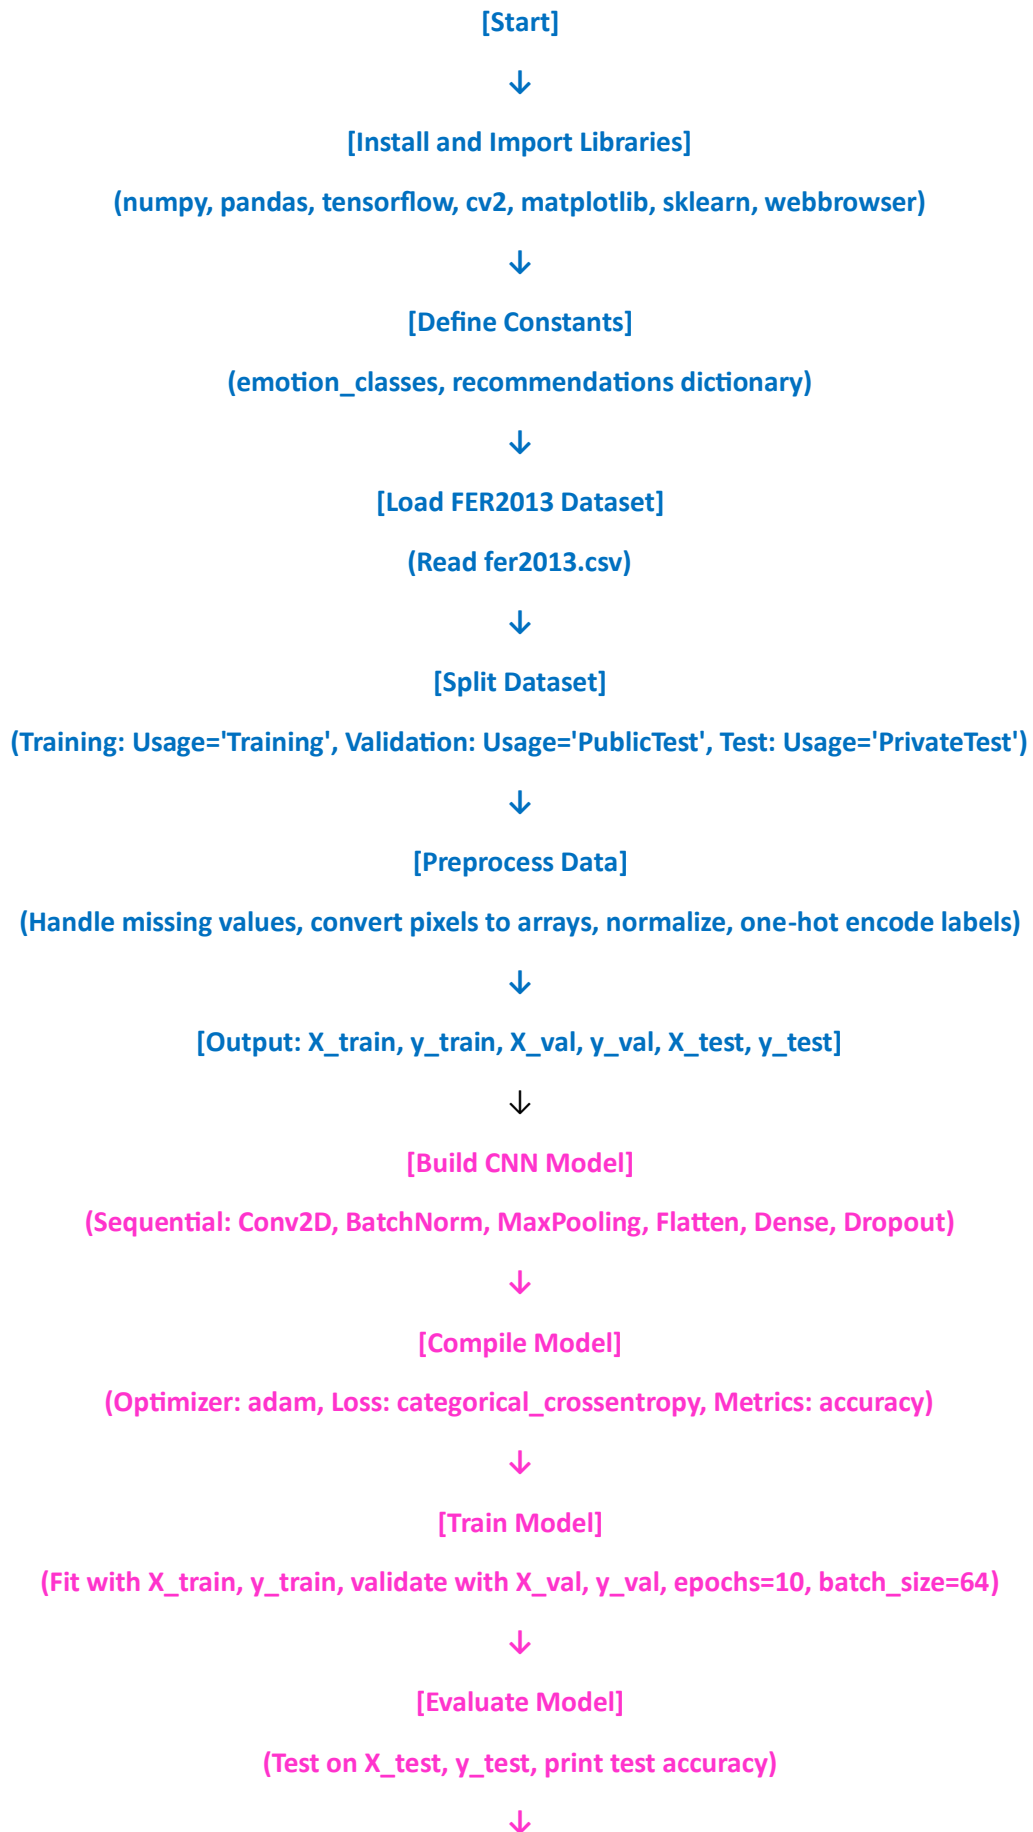 [Start]
↓
[Install and Import Libraries]
(numpy, pandas, tensorflow, cv2, matplotlib, sklearn, webbrowser)
↓
[Define Constants]
(emotion_classes, recommendations dictionary)
↓
[Load FER2013 Dataset]
(Read fer2013.csv)
↓
[Split Dataset]
(Training: Usage='Training', Validation: Usage='PublicTest', Test: Usage='PrivateTest')
↓
[Preprocess Data]
(Handle missing values, convert pixels to arrays, normalize, one-hot encode labels)
↓
[Output: X_train, y_train, X_val, y_val, X_test, y_test]
↓
[Build CNN Model]
(Sequential: Conv2D, BatchNorm, MaxPooling, Flatten, Dense, Dropout)
↓
[Compile Model]
(Optimizer: adam, Loss: categorical_crossentropy, Metrics: accuracy)
↓
[Train Model]
(Fit with X_train, y_train, validate with X_val, y_val, epochs=10, batch_size=64)
↓
[Evaluate Model]
(Test on X_test, y_test, print test accuracy)
↓